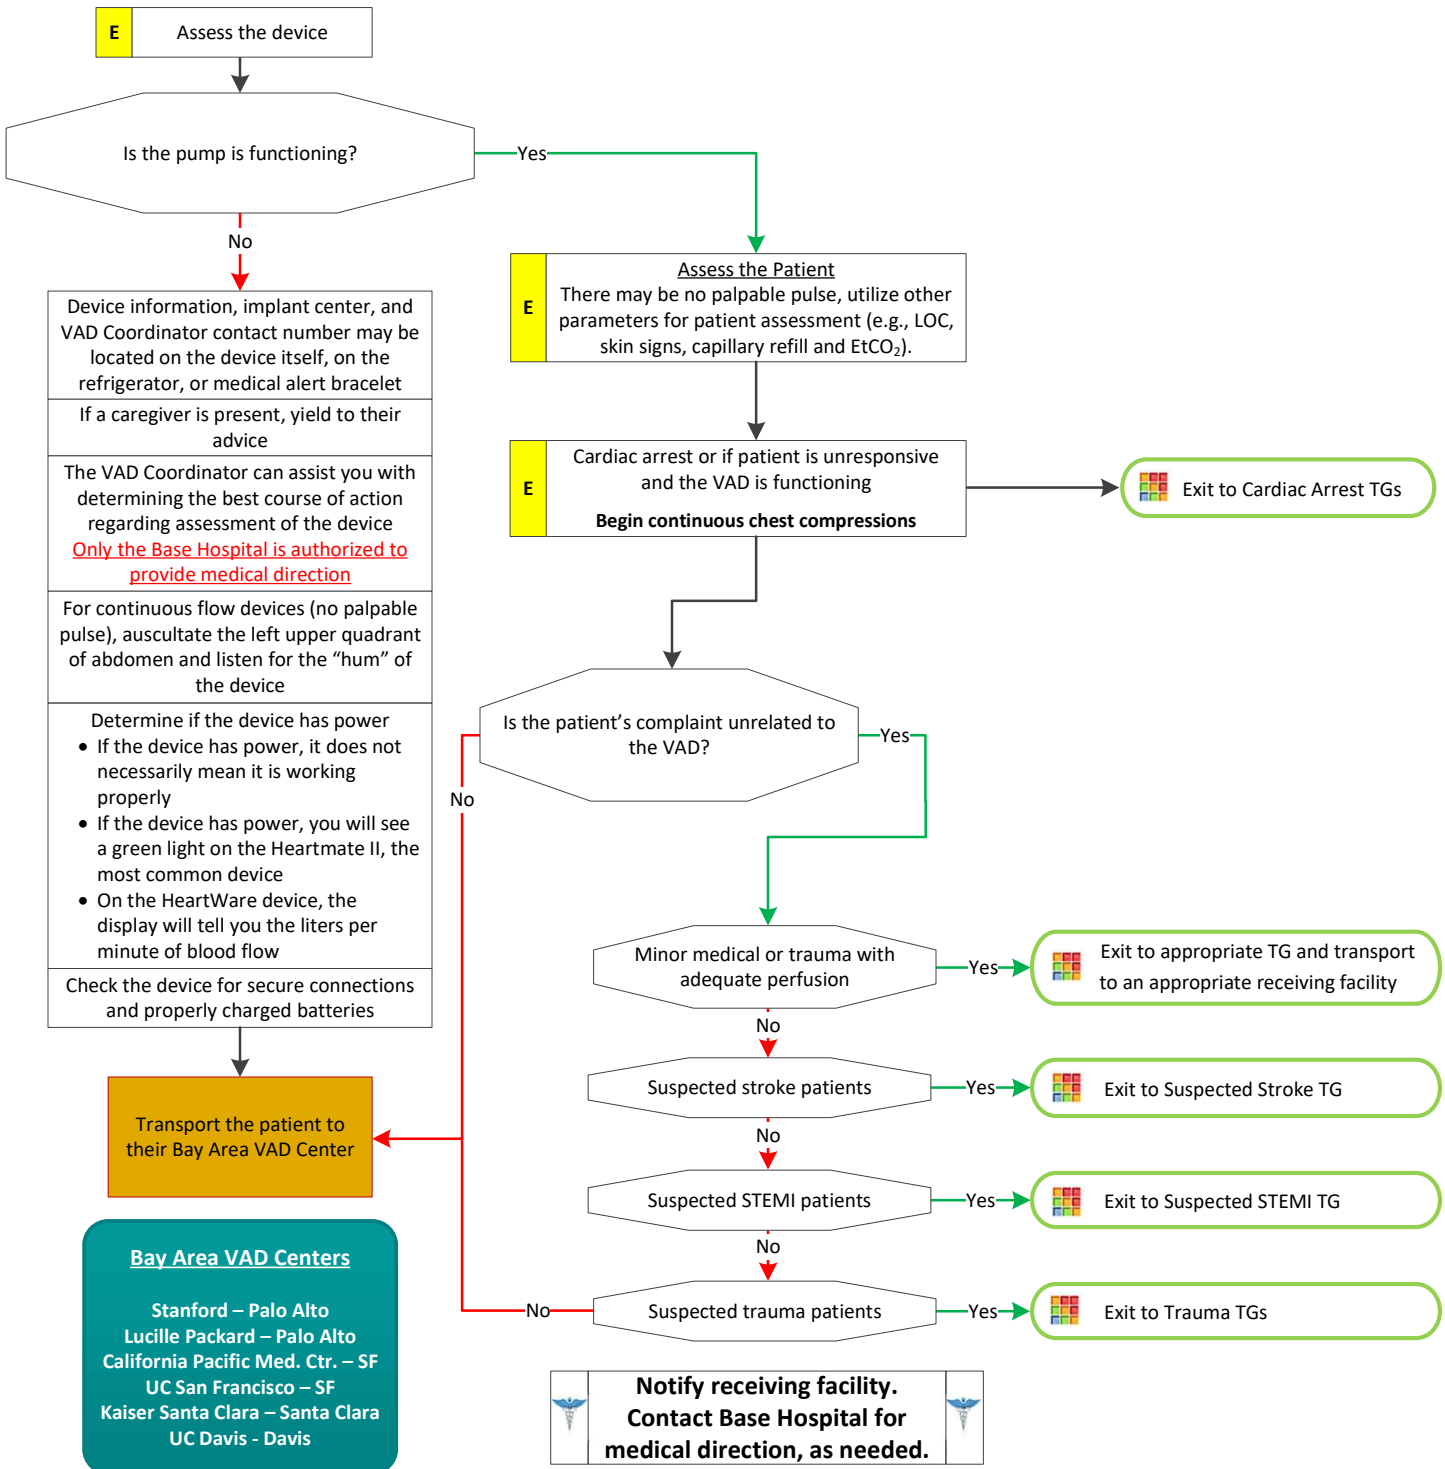 E
Assess the device
Is the pump is functioning?
Yes
No
Device information, implant center, and
VAD Coordinator contact number may be
located on the device itself, on the
refrigerator, or medical alert bracelet
If a caregiver is present, yield to their
advice
The VAD Coordinator can assist you with
determining the best course of action
regarding assessment of the device
Only the Base Hospital is authorized to
provide medical direction
For continuous flow devices (no palpable
pulse), auscultate the left upper quadrant
of abdomen and listen for the “hum” of
the device
Determine if the device has power
• If the device has power, it does not
necessarily mean it is working
properly
• If the device has power, you will see
a green light on the Heartmate II, the
most common device
• On the HeartWare device, the
display will tell you the liters per
minute of blood flow
Check the device for secure connections
and properly charged batteries
Transport the patient to
their Bay Area VAD Center
Bay Area VAD Centers
Stanford – Palo Alto
Lucille Packard – Palo Alto
California Pacific Med. Ctr. – SF
UC San Francisco – SF
Kaiser Santa Clara – Santa Clara
UC Davis - Davis
E
Assess the Patient
There may be no palpable pulse, utilize other
parameters for patient assessment (e.g., LOC,
skin signs, capillary refill and EtCO₂).
E
Cardiac arrest or if patient is unresponsive
and the VAD is functioning
Begin continuous chest compressions
Exit to Cardiac Arrest TGs
Is the patient’s complaint unrelated to
the VAD?
Yes
No
Minor medical or trauma with
adequate perfusion
Yes
Exit to appropriate TG and transport
to an appropriate receiving facility
No
Suspected stroke patients
Yes
Exit to Suspected Stroke TG
No
Suspected STEMI patients
Yes
Exit to Suspected STEMI TG
No
Suspected trauma patients
Yes
Exit to Trauma TGs
No
Notify receiving facility.
Contact Base Hospital for
medical direction, as needed.